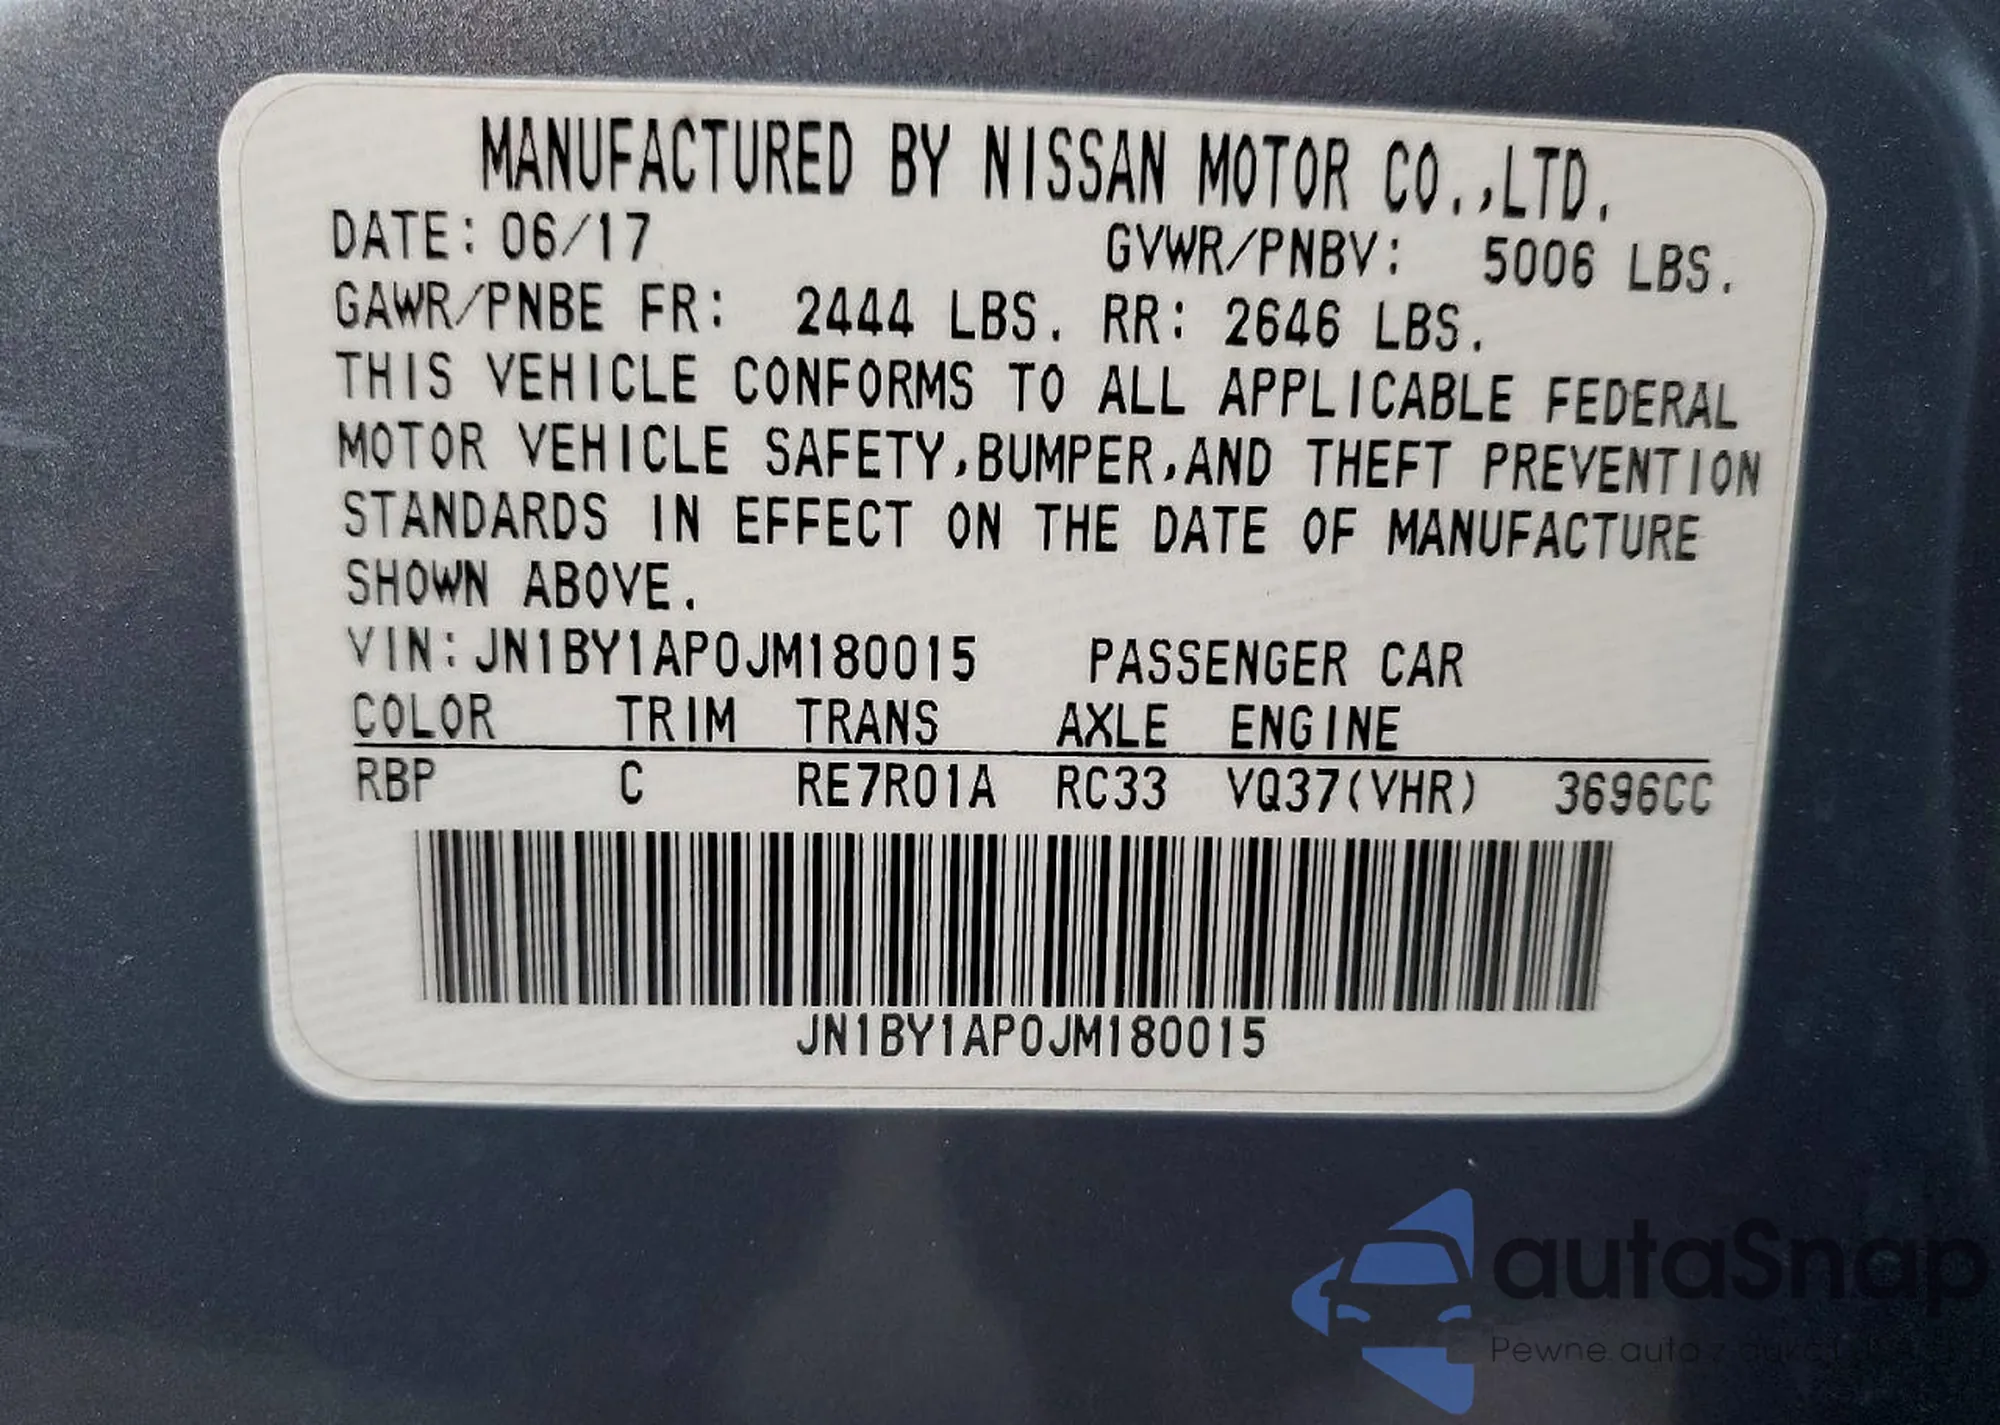 MANUFACTURED BY NISSAN MOTOR CO.,LTD.
DATE: 06/17 GVWR/PNBV: 5006 LBS.
GAWR/PNBE FR: 2444 LBS. RR: 2646 LBS.
THIS VEHICLE CONFORMS TO ALL APPLICABLE FEDERAL
MOTOR VEHICLE SAFETY,BUMPER,AND THEFT PREVENTION
STANDARDS IN EFFECT ON THE DATE OF MANUFACTURE
SHOWN ABOVE.
VIN:JN1BY1AP0JM180015 PASSENGER CAR
COLOR TRIM TRANS AXLE ENGINE
RBP C RE7R01A RC33 VQ37(VHR) 3696CC
JN1BY1AP0JM180015
autaSnap
Pewne auta z